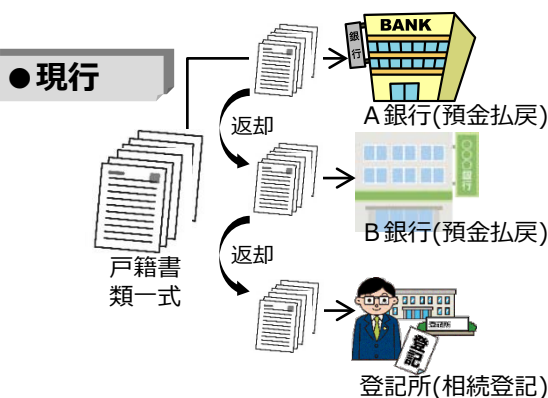 ●現行
BANK
銀行
A銀行(預金払戻)
返却
〇〇銀行
B銀行(預金払戻)
戸籍書
類一式
返却
登記所
登記
登記所(相続登記)